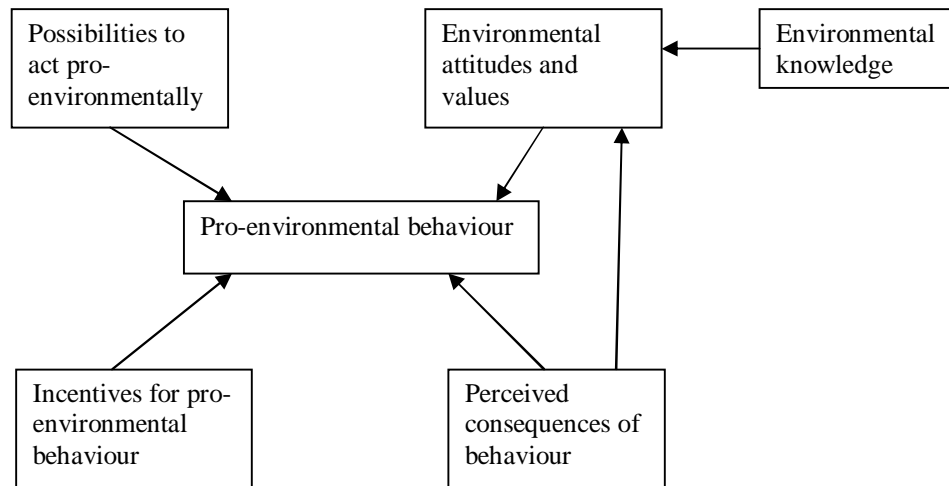 Possibilities to
act pro-
environmentally
Environmental
attitudes and
values
Environmental
knowledge
Pro-environmental behaviour
Incentives for pro-
environmental
behaviour
Perceived
consequences of
behaviour